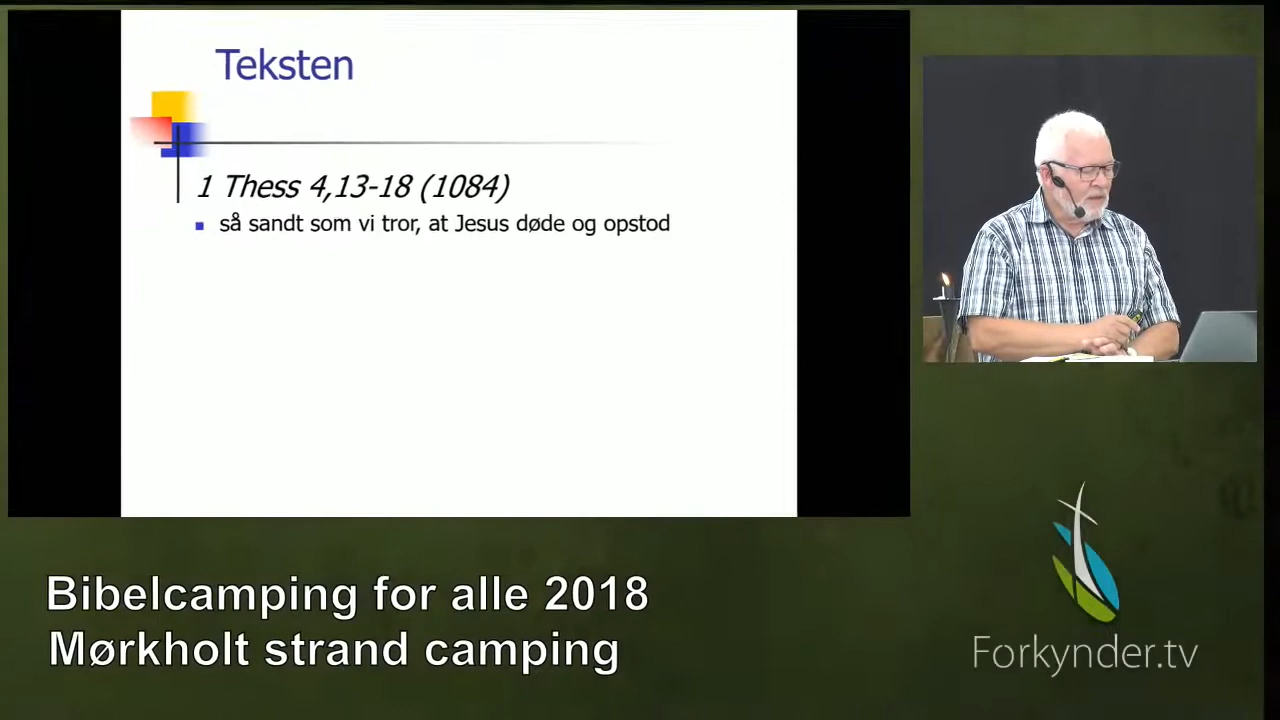 Teksten
1 Thess 4,13-18 (1084)
så sandt som vi tror, at Jesus døde og opstod
Bibelcamping for alle 2018
Mørkholt strand camping
Forkynder.tv